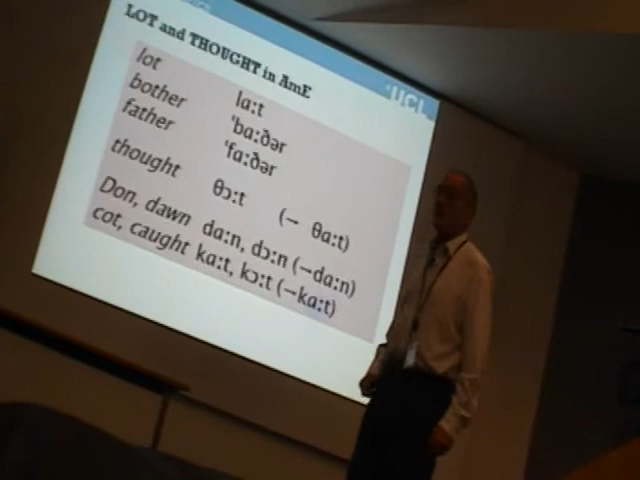 UCL
LOT and THOUGHT in AmE
lot lɑːt
bother ˈbɑːðər
father ˈfɑːðər
thought θɔːt (→ θɑːt)
Don, dawn dɑːn, dɔːn (→dɑːn)
cot, caught kɑːt, kɔːt (→kɑːt)